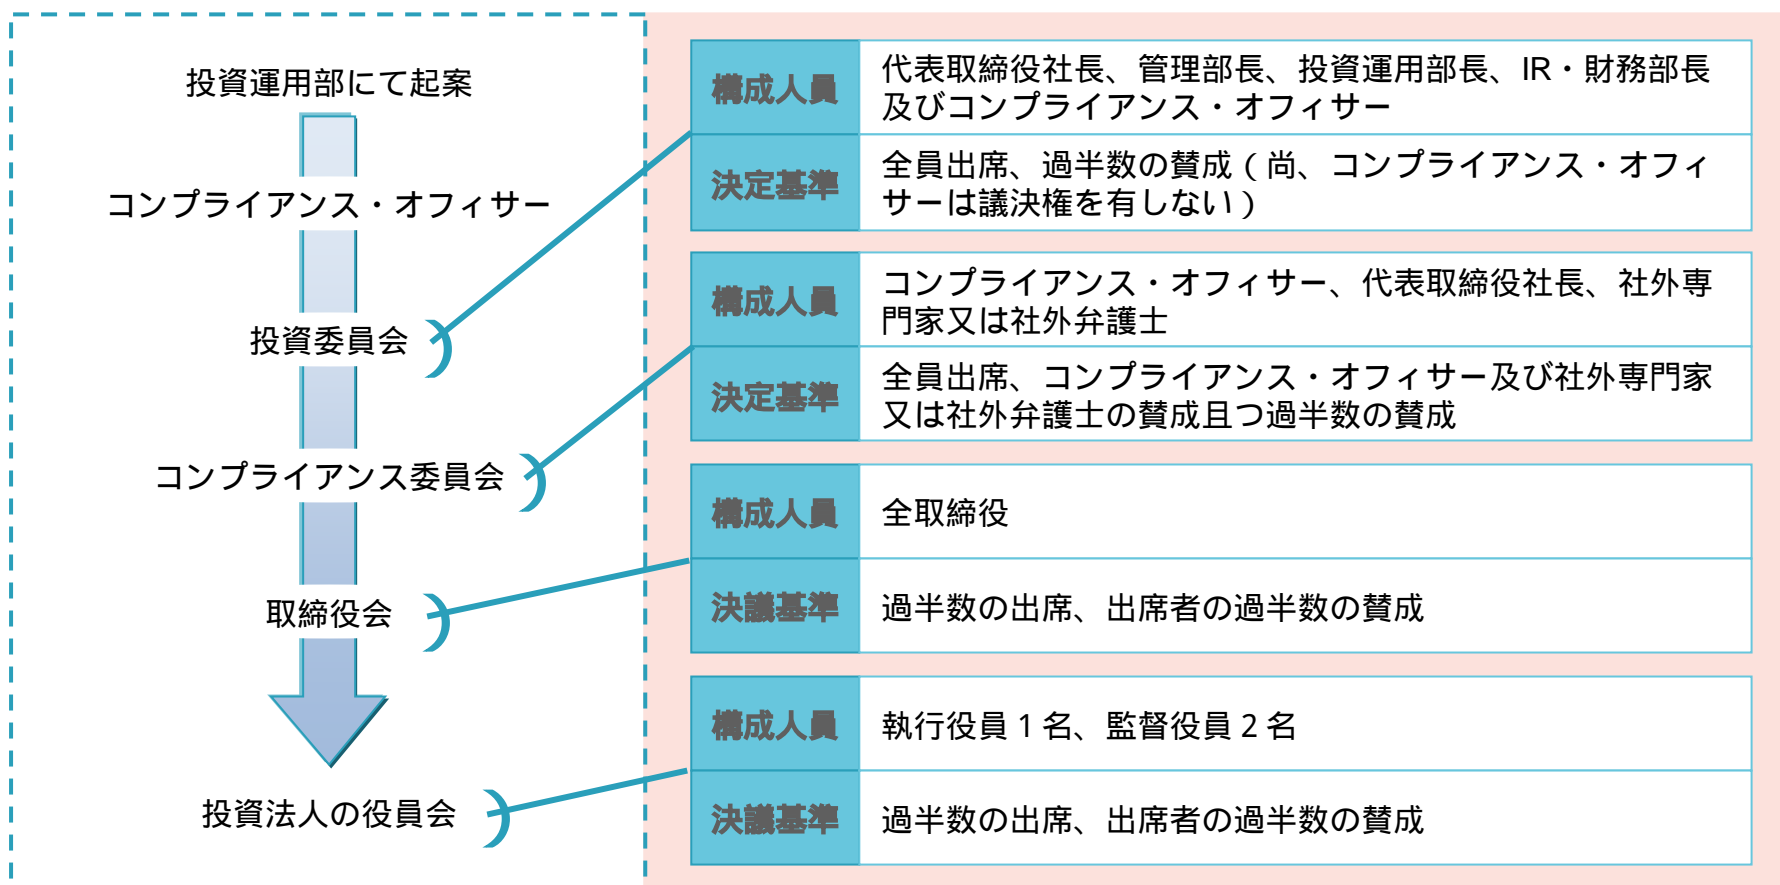 投資運用部にて起案
コンプライアンス・オフィサー
投資委員会
コンプライアンス委員会
取締役会
投資法人の役員会
構成人員
代表取締役社長、管理部長、投資運用部長、IR・財務部長
及びコンプライアンス・オフィサー
決定基準
全員出席、過半数の賛成（尚、コンプライアンス・オフィ
サーは議決権を有しない）
構成人員
コンプライアンス・オフィサー、代表取締役社長、社外専
門家又は社外弁護士
決定基準
全員出席、コンプライアンス・オフィサー及び社外専門家
又は社外弁護士の賛成且つ過半数の賛成
構成人員
全取締役
決議基準
過半数の出席、出席者の過半数の賛成
構成人員
執行役員１名、監督役員２名
決議基準
過半数の出席、出席者の過半数の賛成